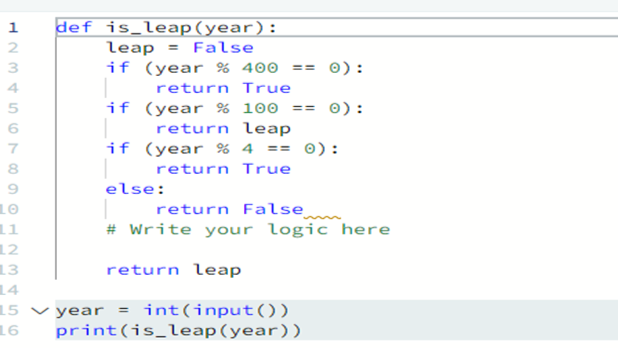 1 def is_leap(year):
2 leap = False
3 if (year % 400 == 0):
4 return True
5 if (year % 100 == 0):
6 return leap
7 if (year % 4 == 0):
8 return True
9 else:
10 return False
11 # Write your logic here
12
13 return leap
14
15 year = int(input())
16 print(is_leap(year))